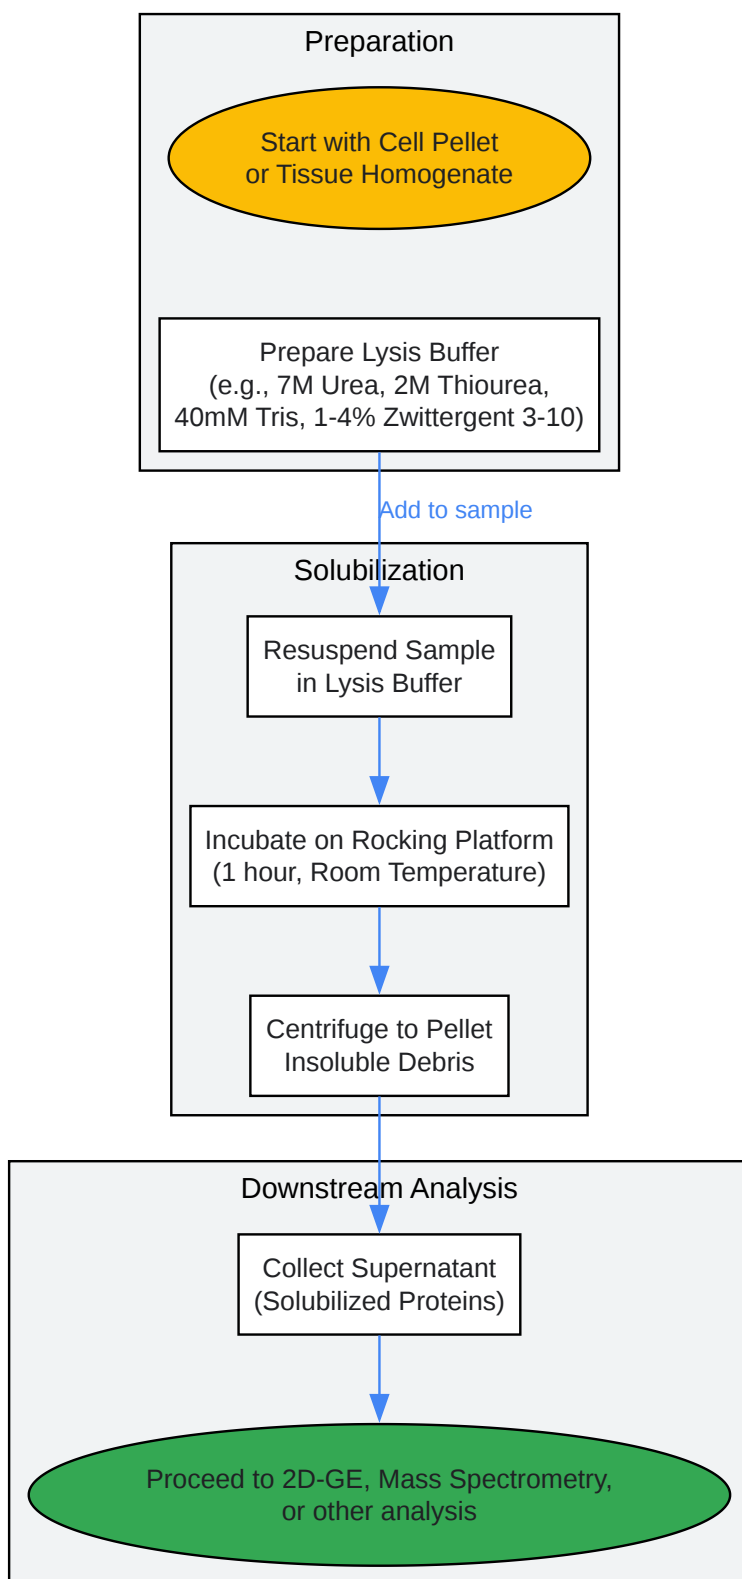 Preparation
Start with Cell Pellet
or Tissue Homogenate
Prepare Lysis Buffer
(e.g., 7M Urea, 2M Thiourea,
40mM Tris, 1-4% Zwittergent 3-10)
Add to sample
Solubilization
Resuspend Sample
in Lysis Buffer
Incubate on Rocking Platform
(1 hour, Room Temperature)
Centrifuge to Pellet
Insoluble Debris
Downstream Analysis
Collect Supernatant
(Solubilized Proteins)
Proceed to 2D-GE, Mass Spectrometry,
or other analysis